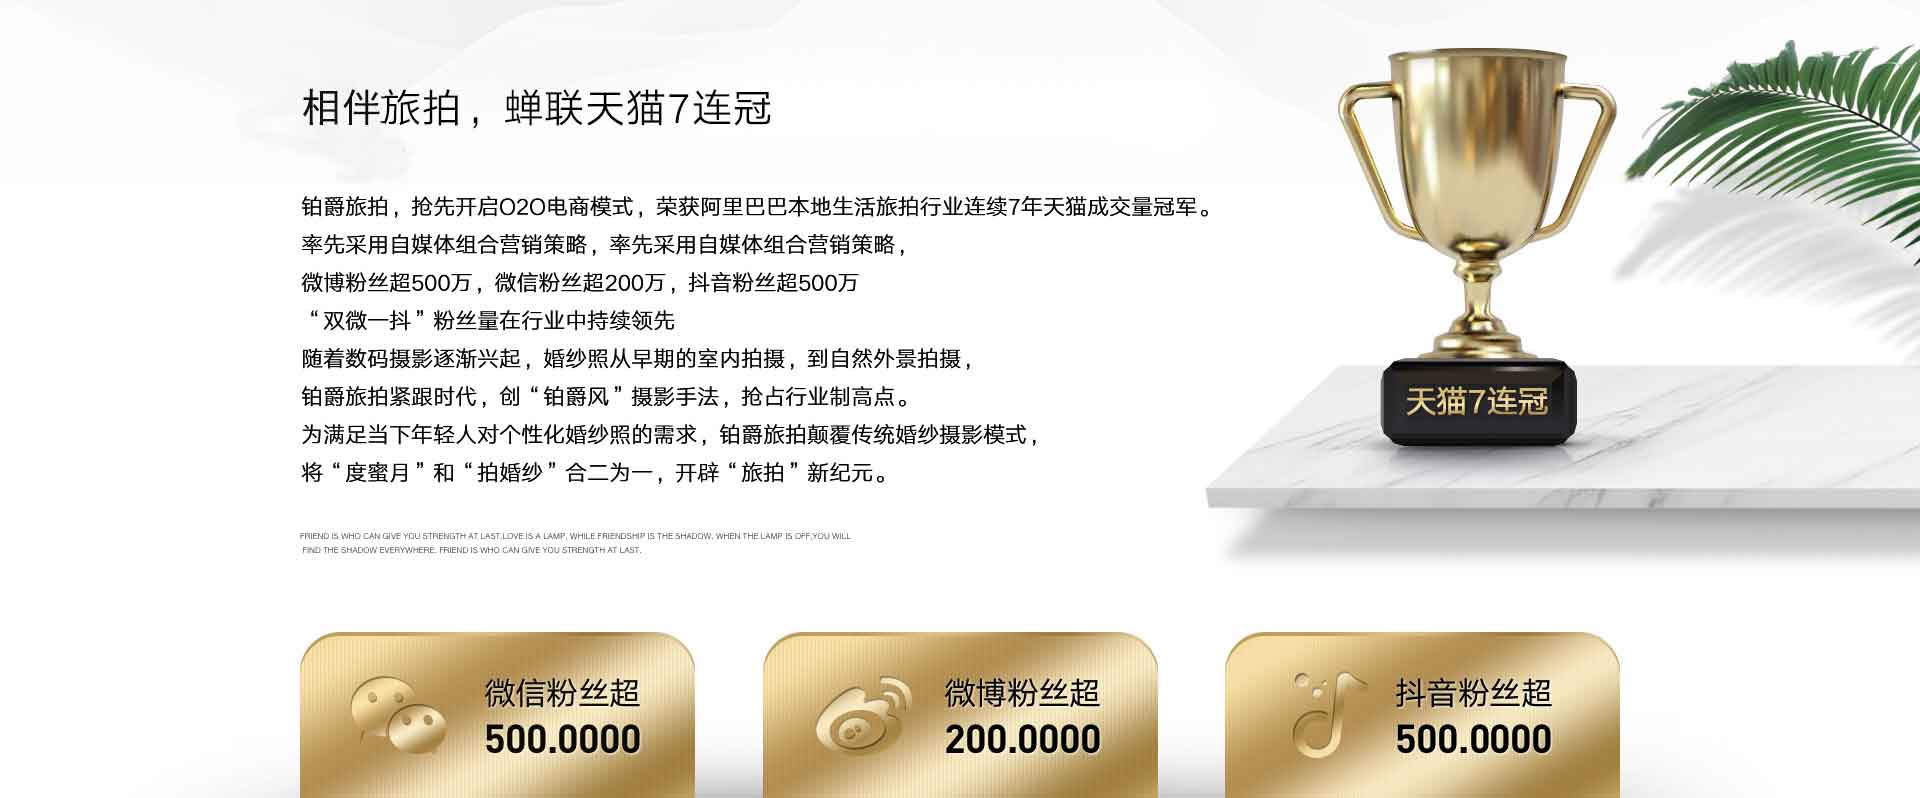 相伴旅拍，蝉联天猫7连冠
铂爵旅拍，抢先开启O2O电商模式，荣获阿里巴巴本地生活旅拍行业连续7年天猫成交量冠军。
率先采用自媒体组合营销策略，率先采用自媒体组合营销策略，
微博粉丝超500万，微信粉丝超200万，抖音粉丝超500万
“双微一抖”粉丝量在行业中持续领先
随着数码摄影逐渐兴起，婚纱照从早期的室内拍摄，到自然外景拍摄，
铂爵旅拍紧跟时代，创“铂爵风”摄影手法，抢占行业制高点。
为满足当下年轻人对个性化婚纱照的需求，铂爵旅拍颠覆传统婚纱摄影模式，
将“度蜜月”和“拍婚纱”合二为一，开辟“旅拍”新纪元。
FRIEND IS WHO CAN GIVE YOU STRENGTH AT LAST.LOVE IS A LAMP, WHILE FRIENDSHIP IS THE SHADOW. WHEN THE LAMP IS OFF,YOU WILL
FIND THE SHADOW EVERYWHERE. FRIEND IS WHO CAN GIVE YOU STRENGTH AT LAST.
天猫7连冠
微信粉丝超
500.0000
微博粉丝超
200.0000
抖音粉丝超
500.0000